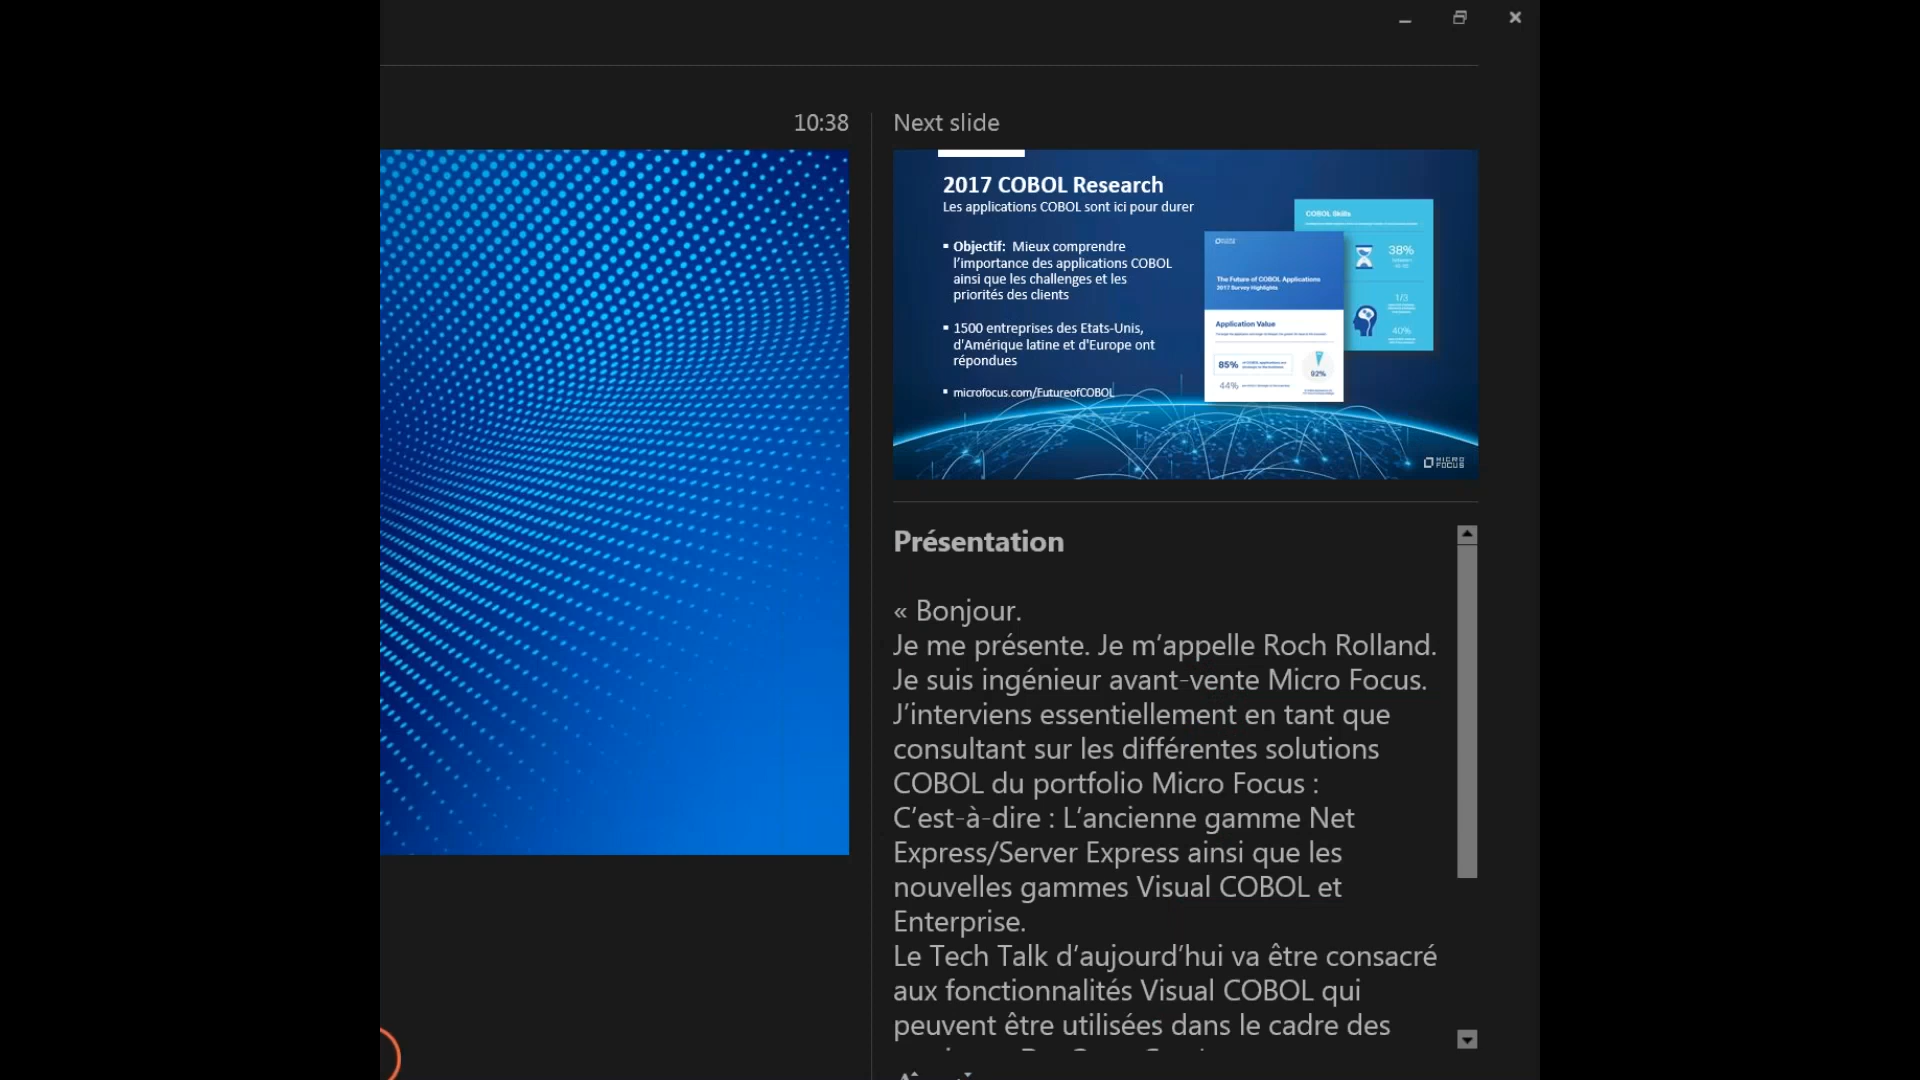 10:38
Next slide
2017 COBOL Research
Les applications COBOL sont ici pour durer
▪ Objectif: Mieux comprendre
l'importance des applications COBOL
ainsi que les challenges et les
priorités des clients
▪ 1500 entreprises des Etats-Unis,
d'Amérique latine et d'Europe ont
répondues
▪ microfocus.com/FutureofCOBOL
COBOL Skills
38%
1/3
40%
The Future of COBOL Applications
2017 Survey Highlights
Application Value
85%
92%
44%
MICRO
FOCUS
Présentation
« Bonjour.
Je me présente. Je m’appelle Roch Rolland.
Je suis ingénieur avant-vente Micro Focus.
J’interviens essentiellement en tant que
consultant sur les différentes solutions
COBOL du portfolio Micro Focus :
C’est-à-dire : L’ancienne gamme Net
Express/Server Express ainsi que les
nouvelles gammes Visual COBOL et
Enterprise.
Le Tech Talk d’aujourd’hui va être consacré
aux fonctionnalités Visual COBOL qui
peuvent être utilisées dans le cadre des